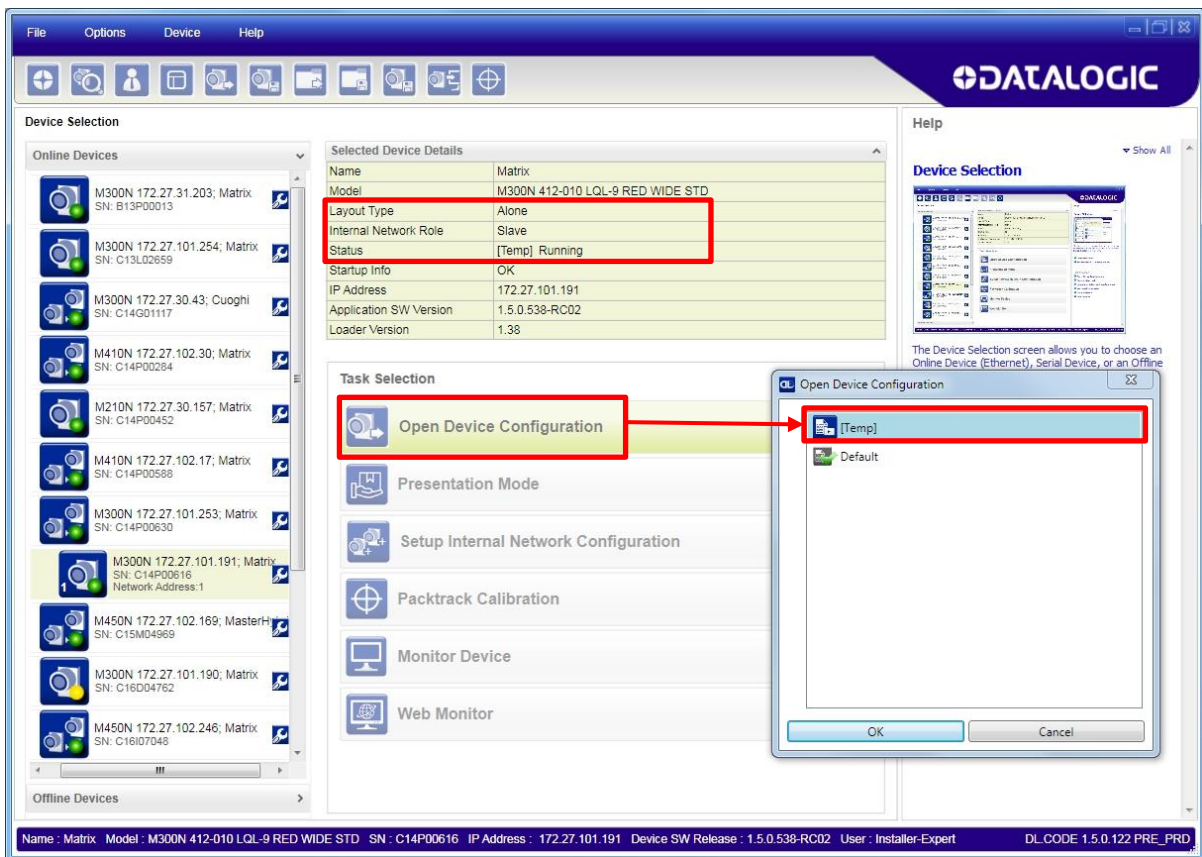 File Options Device Help
DATALOGIC
Device Selection
Online Devices
M300N 172.27.31.203; Matrix
SN: B13P00013
M300N 172.27.101.254; Matrix
SN: C13L02659
M300N 172.27.30.43; Cuoghi
SN: C14G01117
M410N 172.27.102.30; Matrix
SN: C14P00284
M210N 172.27.30.157; Matrix
SN: C14P00452
M410N 172.27.102.17; Matrix
SN: C14P00588
M300N 172.27.101.253; Matrix
SN: C14P00630
M300N 172.27.101.191; Matrix
SN: C14P00616
Network Address:1
1
M450N 172.27.102.169;
SN: C15M04969
M300N 172.27.101.190; Matrix
SN: C16D04762
M450N 172.27.102.246; Matrix
SN: C16I07048
Offline Devices
Selected Device Details
Name Matrix
Model M300N 412-010 LQL-9 RED WIDE STD
Layout Type Alone
Internal Network Role Slave
Status [Temp] Running
Startup Info OK
IP Address 172.27.101.191
Application SW Version 1.5.0.538-RC02
Loader Version 1.38
Task Selection
Open Device Configuration
Presentation Mode
Setup Internal Network Configuration
Packtrack Calibration
Monitor Device
Web Monitor
Help
Show All
Device Selection
The Device Selection screen allows you to choose an
Online Device (Ethernet), Serial Device, or an Offline
Open Device Configuration
[Temp]
Default
OK Cancel
Name : Matrix Model : M300N 412-010 LQL-9 RED WIDE STD SN : C14P00616 IP Address : 172.27.101.191 Device SW Release : 1.5.0.538-RC02 User : Installer-Expert DL.CODE 1.5.0.122 PRE_PRD